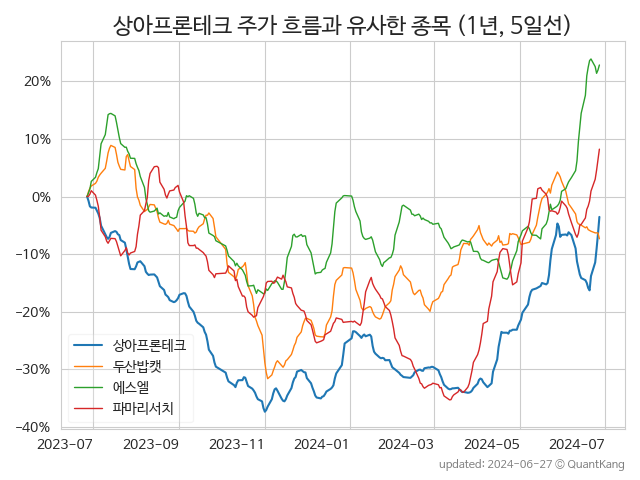 상아프론테크 주가 흐름과 유사한 종목 (1년, 5일선)
20%
10%
0%
−10%
−20%
−30%
−40%
상아프론테크
두산밥캣
에스엘
파마리서치
2023-07
2023-09
2023-11
2024-01
2024-03
2024-05
2024-07
updated: 2024-06-27 ⓒ QuantKang